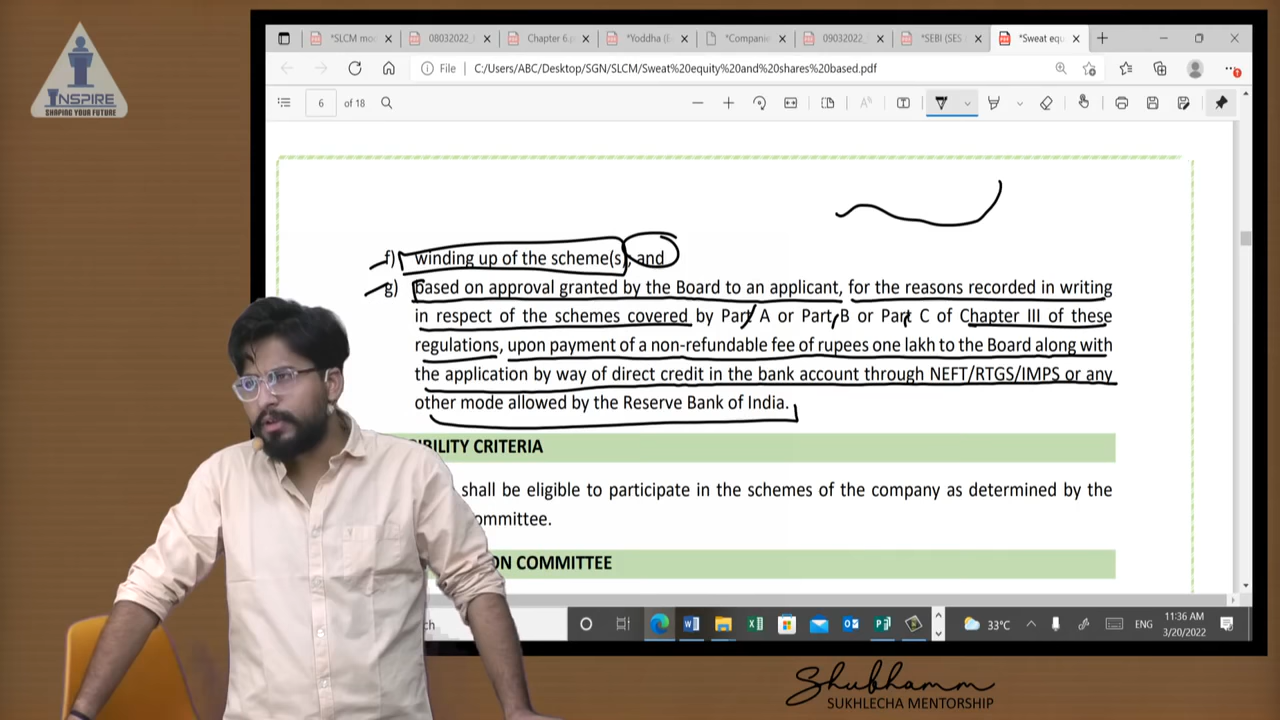 INSPIRE
SHAPING YOUR FUTURE
*SLCM mo
08032022_
Chapter 6.
*Yoddha (
*Companie
09032022_
*SEBI (SES
*Sweat equ
File
C:/Users/ABC/Desktop/SGN/SLCM/Sweat%20equity%20and%20shares%20based.pdf
6 of 18
f) winding up of the scheme(s), and
g) based on approval granted by the Board to an applicant, for the reasons recorded in writing
in respect of the schemes covered by Part A or Part B or Part C of Chapter III of these
regulations, upon payment of a non-refundable fee of rupees one lakh to the Board along with
the application by way of direct credit in the bank account through NEFT/RTGS/IMPS or any
other mode allowed by the Reserve Bank of India.
IBILITY CRITERIA
shall be eligible to participate in the schemes of the company as determined by the
ommittee.
ON COMMITTEE
ch
33°C
ENG
11:36 AM
3/20/2022
Shubhamm
SUKHLECHA MENTORSHIP